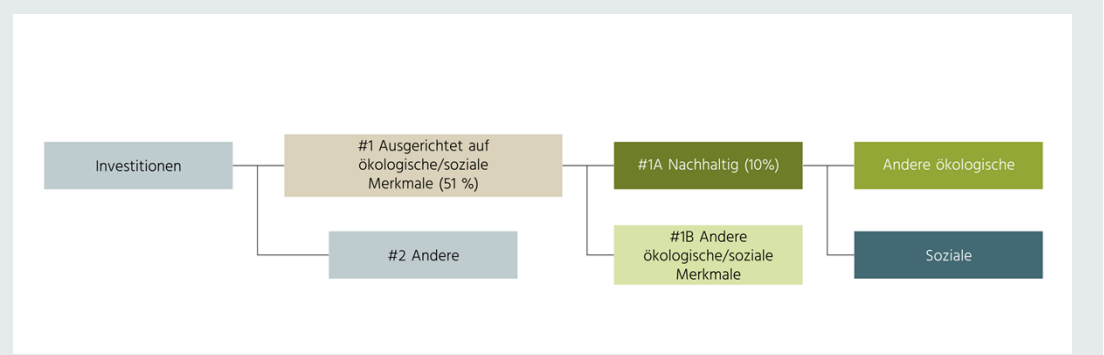 Investitionen
#1 Ausgerichtet auf
ökologische/soziale
Merkmale (51 %)
#1A Nachhaltig (10%)
Andere ökologische
#2 Andere
#1B Andere
ökologische/soziale
Merkmale
Soziale